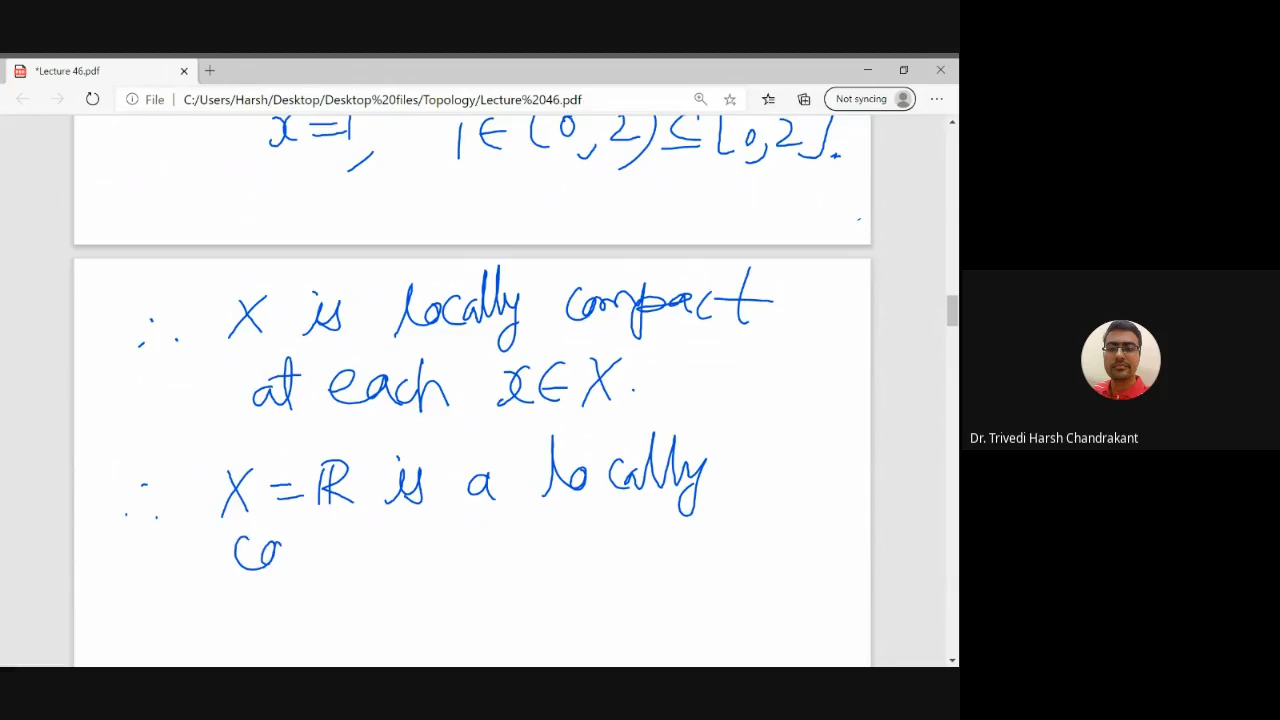 *Lecture 46.pdf
File
C:/Users/Harsh/Desktop/Desktop%20files/Topology/Lecture%2046.pdf
Not syncing
x=1, 1∈(0,2)⊆[0,2].
∴ X is locally compact
at each x∈X.
∴ X=ℝ is a locally
co
Dr. Trivedi Harsh Chandrakant